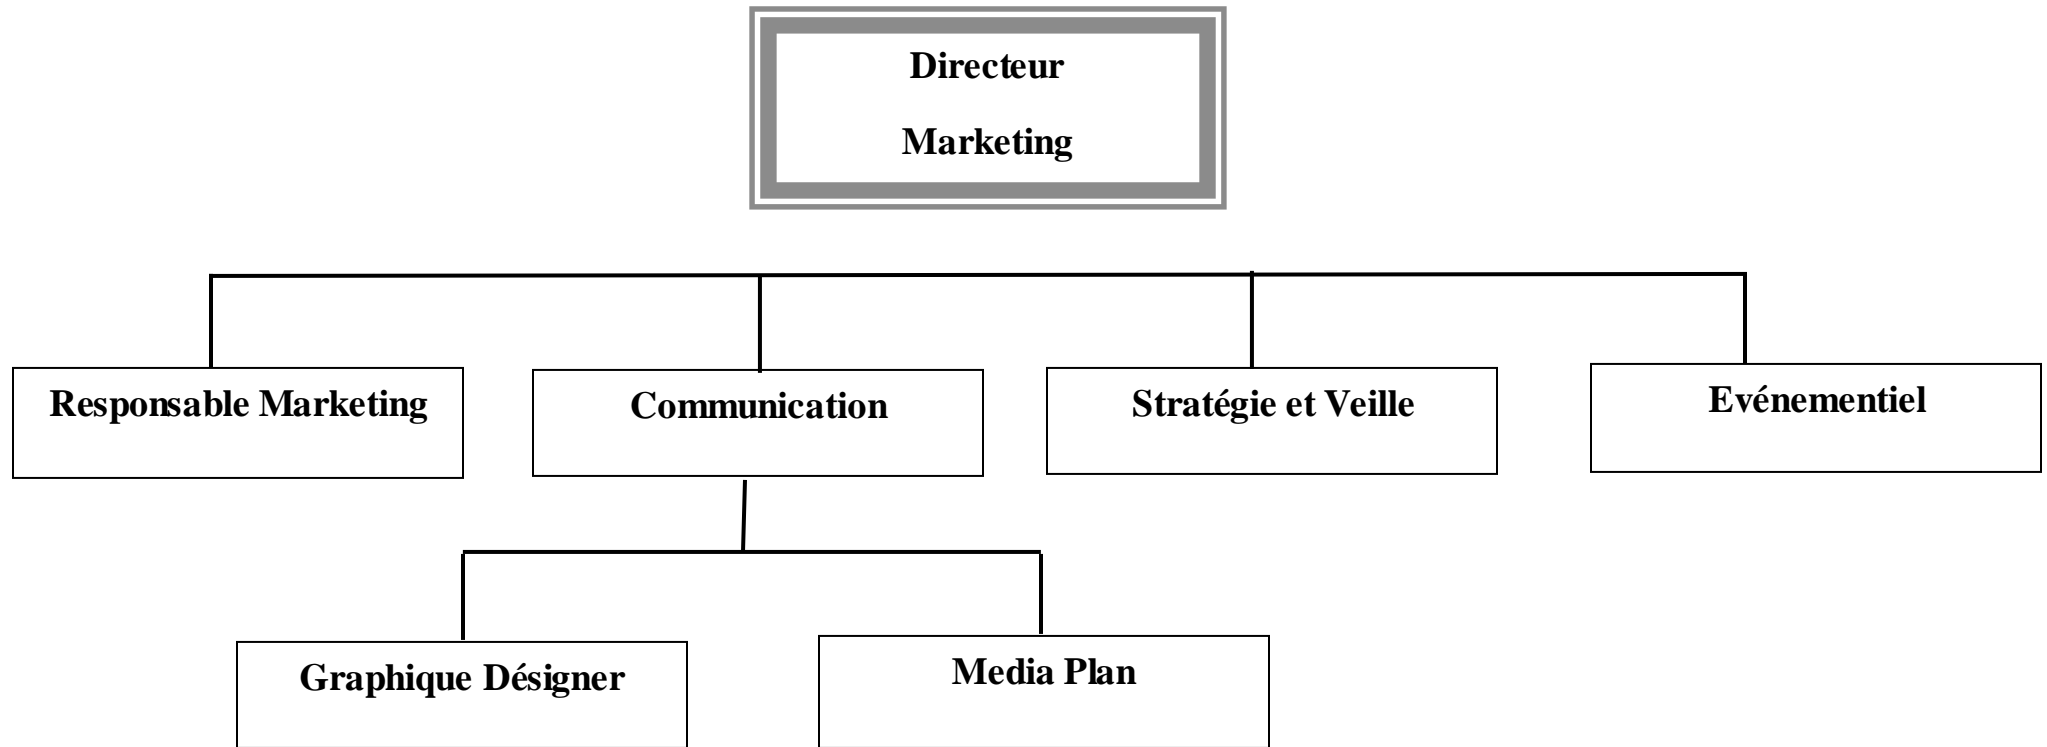 Directeur
Marketing
Responsable Marketing
Communication
Stratégie et Veille
Evénementiel
Graphique Désigner
Media Plan